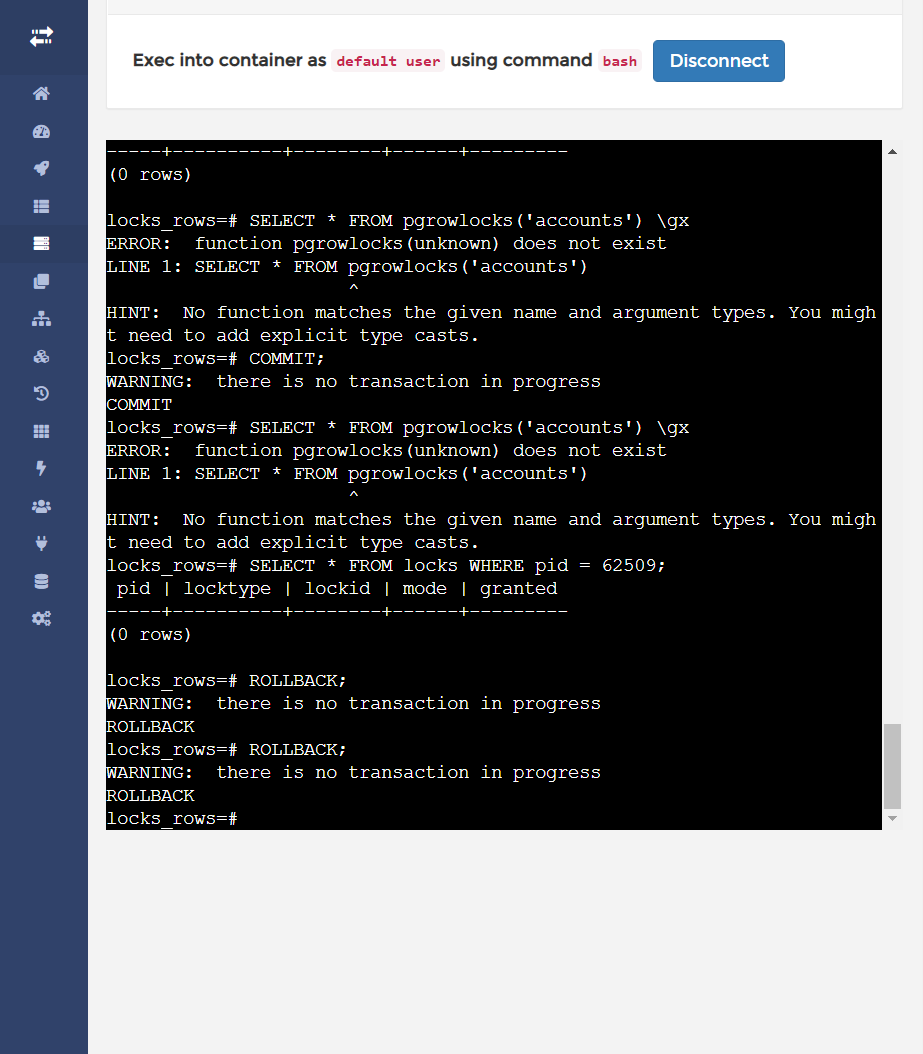 Exec into container as default user using command bash Disconnect
-----+----------+--------+------+---------
(0 rows)
locks_rows=# SELECT * FROM pgrowlocks('accounts') \gx
ERROR:  function pgrowlocks(unknown) does not exist
LINE 1: SELECT * FROM pgrowlocks('accounts')
                      ^
HINT:  No function matches the given name and argument types. You migh
t need to add explicit type casts.
locks_rows=# COMMIT;
WARNING:  there is no transaction in progress
COMMIT
locks_rows=# SELECT * FROM pgrowlocks('accounts') \gx
ERROR:  function pgrowlocks(unknown) does not exist
LINE 1: SELECT * FROM pgrowlocks('accounts')
                      ^
HINT:  No function matches the given name and argument types. You migh
t need to add explicit type casts.
locks_rows=# SELECT * FROM locks WHERE pid = 62509;
 pid | locktype | lockid | mode | granted
-----+----------+--------+------+---------
(0 rows)
locks_rows=# ROLLBACK;
WARNING:  there is no transaction in progress
ROLLBACK
locks_rows=# ROLLBACK;
WARNING:  there is no transaction in progress
ROLLBACK
locks_rows=#